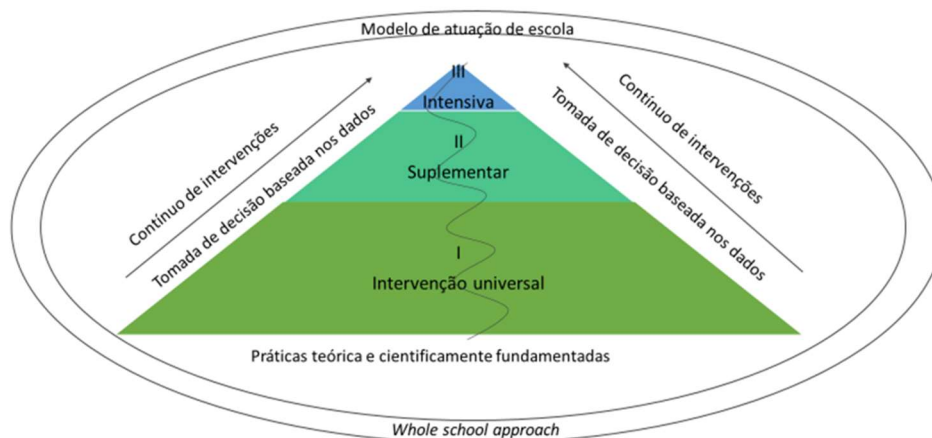 Modelo de atuação de escola
III
Intensiva
II
Suplementar
I
Intervenção universal
Contínuo de intervenções
Tomada de decisão baseada nos dados
Contínuo de intervenções
Tomada de decisão baseada nos dados
Práticas teórica e cientificamente fundamentadas
Whole school approach